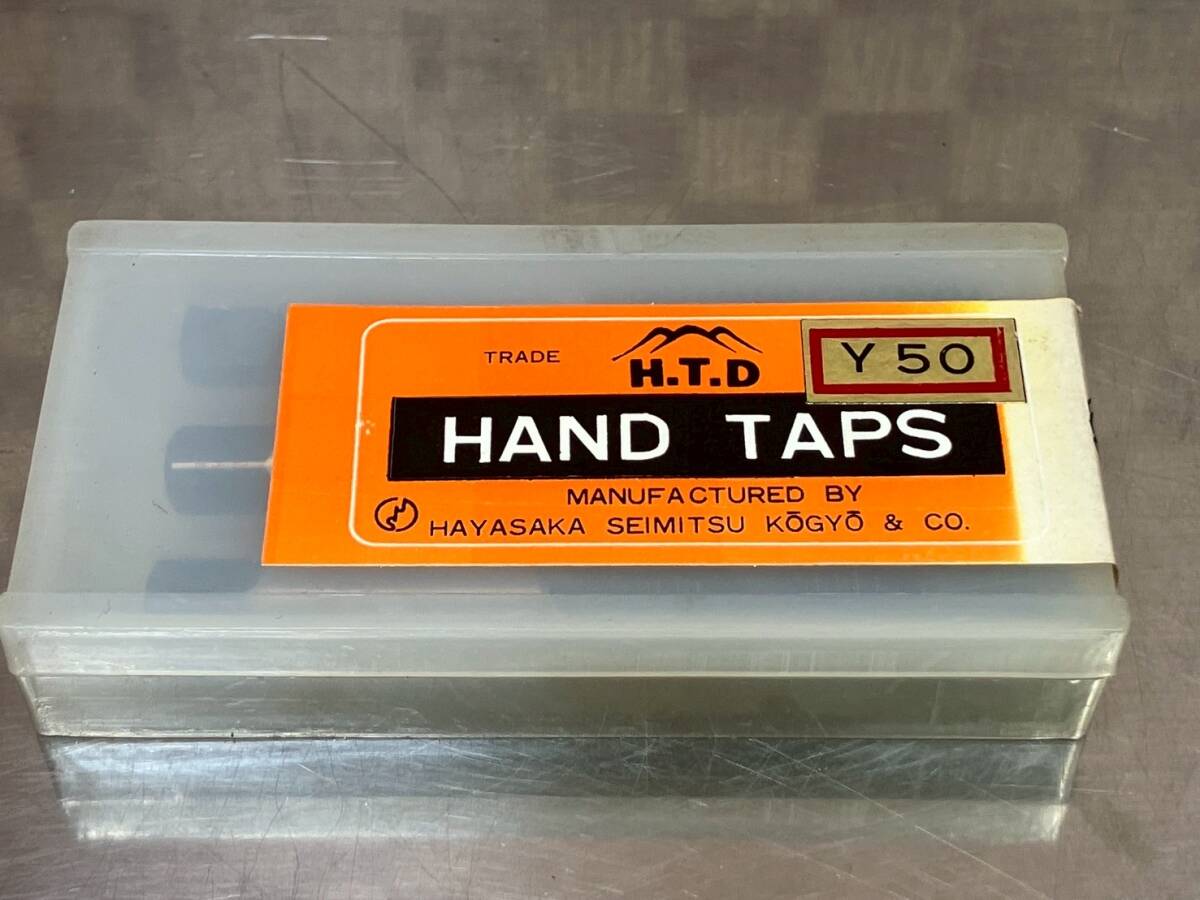 TRADE
H.T.D
Y 50
HAND TAPS
MANUFACTURED BY
HAYASAKA SEIMITSU KŌGYŌ & CO.